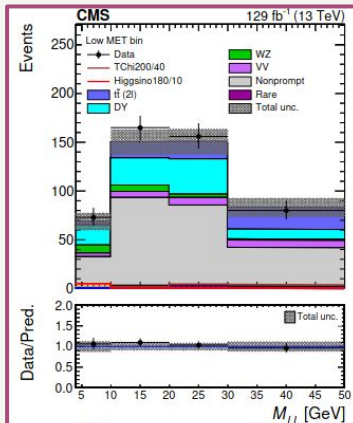 CMS 129 fb⁻¹ (13 TeV)
Events
250
200
150
100
50
0
Low MET bin
Data
TChi200/40
Higgsino180/10
tt̄ (2l)
DY
WZ
VV
Nonprompt
Rare
Total unc.
Data/Pred.
2.0
1.5
1.0
0.5
0.0
Total unc.
5 10 15 20 25 30 35 40 45 50
M_{ll} [GeV]